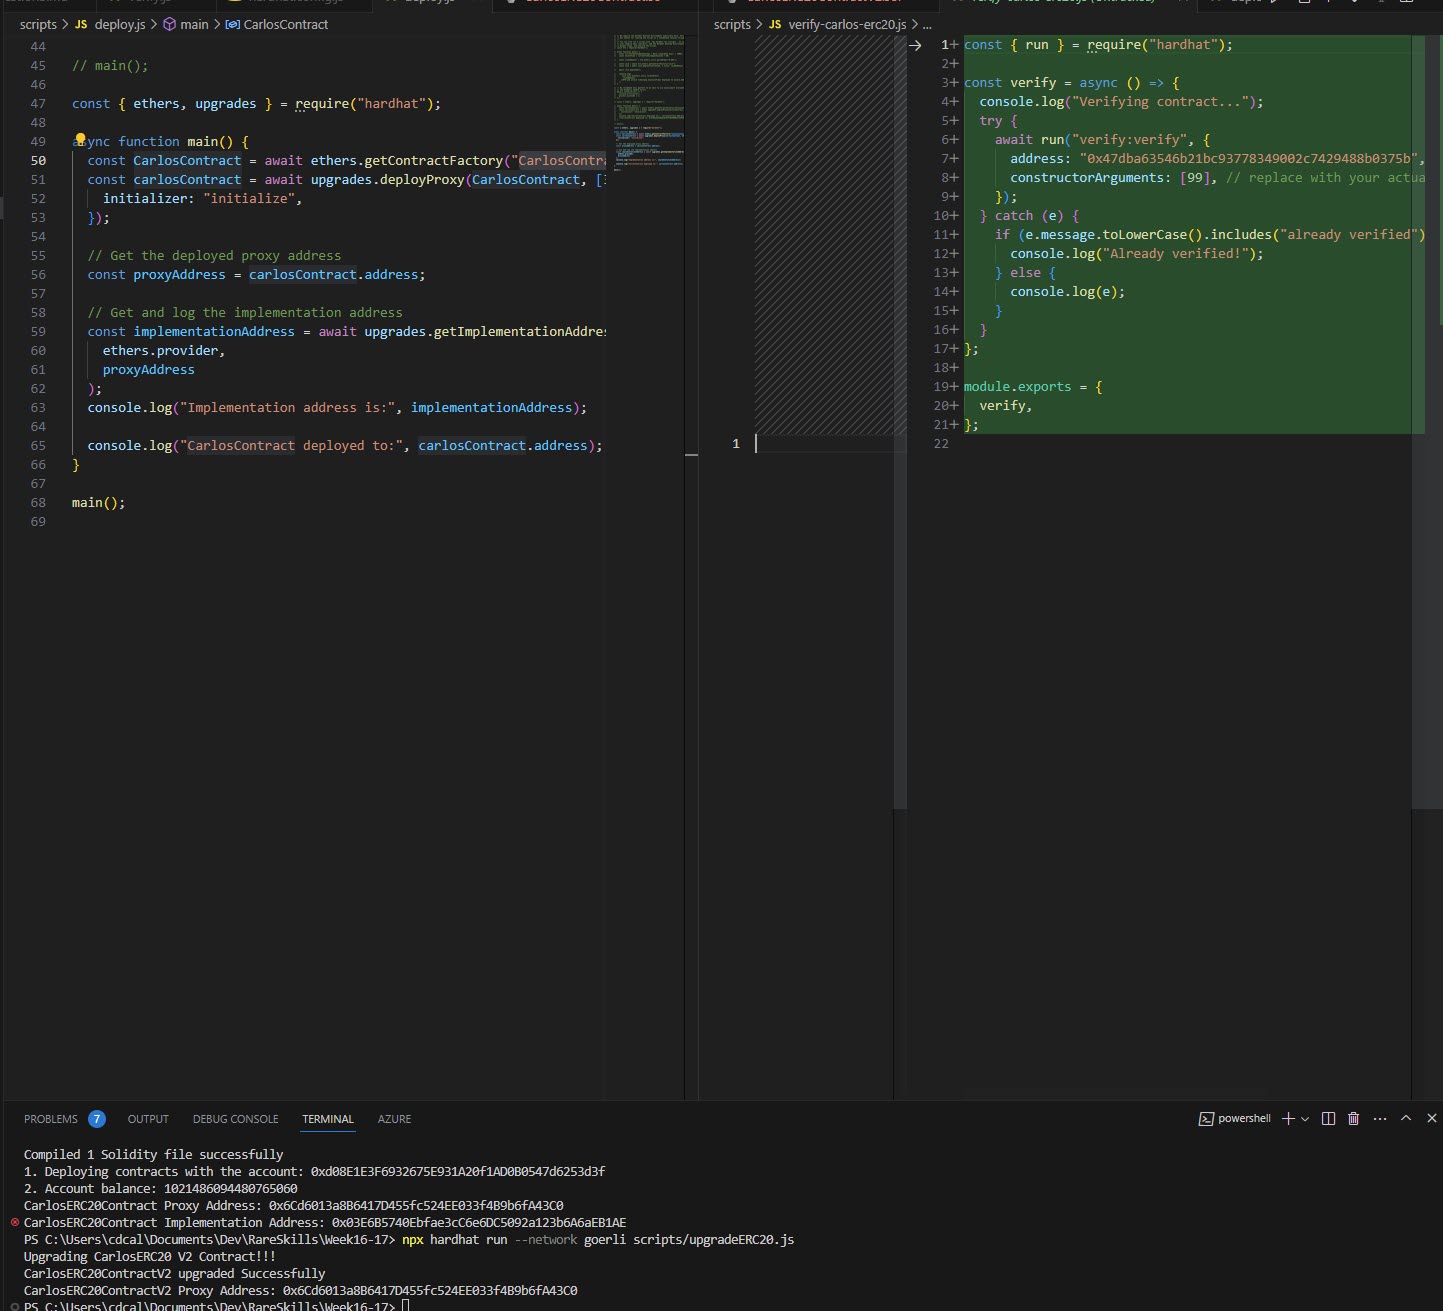 scripts > JS deploy.js > main > CarlosContract
44
45 // main();
46
47 const { ethers, upgrades } = require("hardhat");
48
49 async function main() {
50 const CarlosContract = await ethers.getContractFactory("CarlosContra
51 const carlosContract = await upgrades.deployProxy(CarlosContract, [
52 initializer: "initialize",
53 });
54
55 // Get the deployed proxy address
56 const proxyAddress = carlosContract.address;
57
58 // Get and log the implementation address
59 const implementationAddress = await upgrades.getImplementationAddres
60 ethers.provider,
61 proxyAddress
62 );
63 console.log("Implementation address is:", implementationAddress);
64
65 console.log("CarlosContract deployed to:", carlosContract.address);
66 }
67
68 main();
69
scripts > JS verify-carlos-erc20.js > ...
1
1+ const { run } = require("hardhat");
2+
3+ const verify = async () => {
4+ console.log("Verifying contract...");
5+ try {
6+ await run("verify:verify", {
7+ address: "0x47dba63546b21bc93778349002c7429488b0375b",
8+ constructorArguments: [99], // replace with your actua
9+ });
10+ } catch (e) {
11+ if (e.message.toLowerCase().includes("already verified")
12+ console.log("Already verified!");
13+ } else {
14+ console.log(e);
15+ }
16+ }
17+ };
18+
19+ module.exports = {
20+ verify,
21+ };
22
PROBLEMS 7 OUTPUT DEBUG CONSOLE TERMINAL AZURE powershell
Compiled 1 Solidity file successfully
1. Deploying contracts with the account: 0xd08E1E3F6932675E931A20f1AD0B0547d6253d3f
2. Account balance: 1021486094480765060
CarlosERC20Contract Proxy Address: 0x6Cd6013a8B6417D455fc524EE033f4B9b6fA43C0
CarlosERC20Contract Implementation Address: 0x03E6B5740Ebfae3cC6e6DC5092a123b6A6aEB1AE
PS C:\Users\cdcal\Documents\Dev\RareSkills\Week16-17> npx hardhat run --network goerli scripts/upgradeERC20.js
Upgrading CarlosERC20 V2 Contract!!!
CarlosERC20ContractV2 upgraded Successfully
CarlosERC20ContractV2 Proxy Address: 0x6Cd6013a8B6417D455fc524EE033f4B9b6fA43C0
PS C:\Users\cdcal\Documents\Dev\RareSkills\Week16-17>